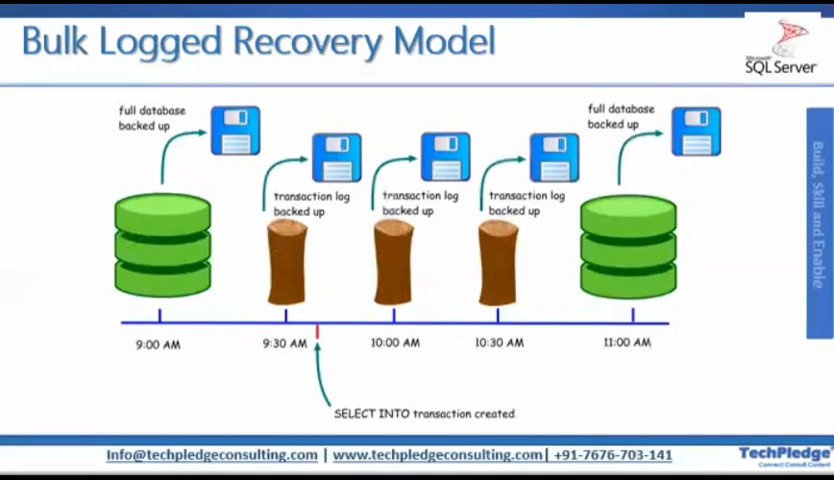 Bulk Logged Recovery Model
Microsoft
SQL Server
full database
backed up
full database
backed up
transaction log
backed up
transaction log
backed up
transaction log
backed up
9:00 AM
9:30 AM
10:00 AM
10:30 AM
11:00 AM
SELECT INTO transaction created
Build, Skill and Enable
Info@techpledgeconsulting.com | www.techpledgeconsulting.com| +91-7676-703-141
TechPledge
Connect Consult Content